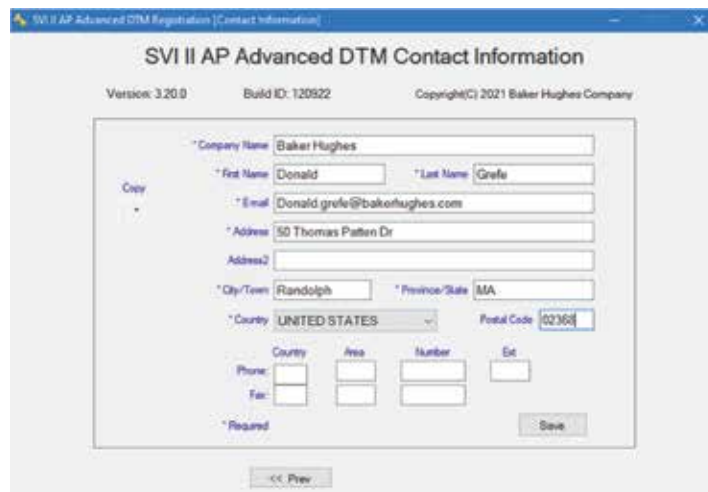 SVI II AP Advanced DTM Registration [Contact Information]
SVI II AP Advanced DTM Contact Information
Version: 3.20.0 Build ID: 120922 Copyright(C) 2021 Baker Hughes Company
* Company Name Baker Hughes
* First Name Donald * Last Name Grefe
Copy
* * Email Donald.grefe@bakerhughes.com
* Address 50 Thomas Patten Dr
Address2
* City/Town Randolph * Province/State MA
* Country UNITED STATES Postal Code 02368
Country Area Number Ext
Phone:
Fax:
* Required Save
<< Prev